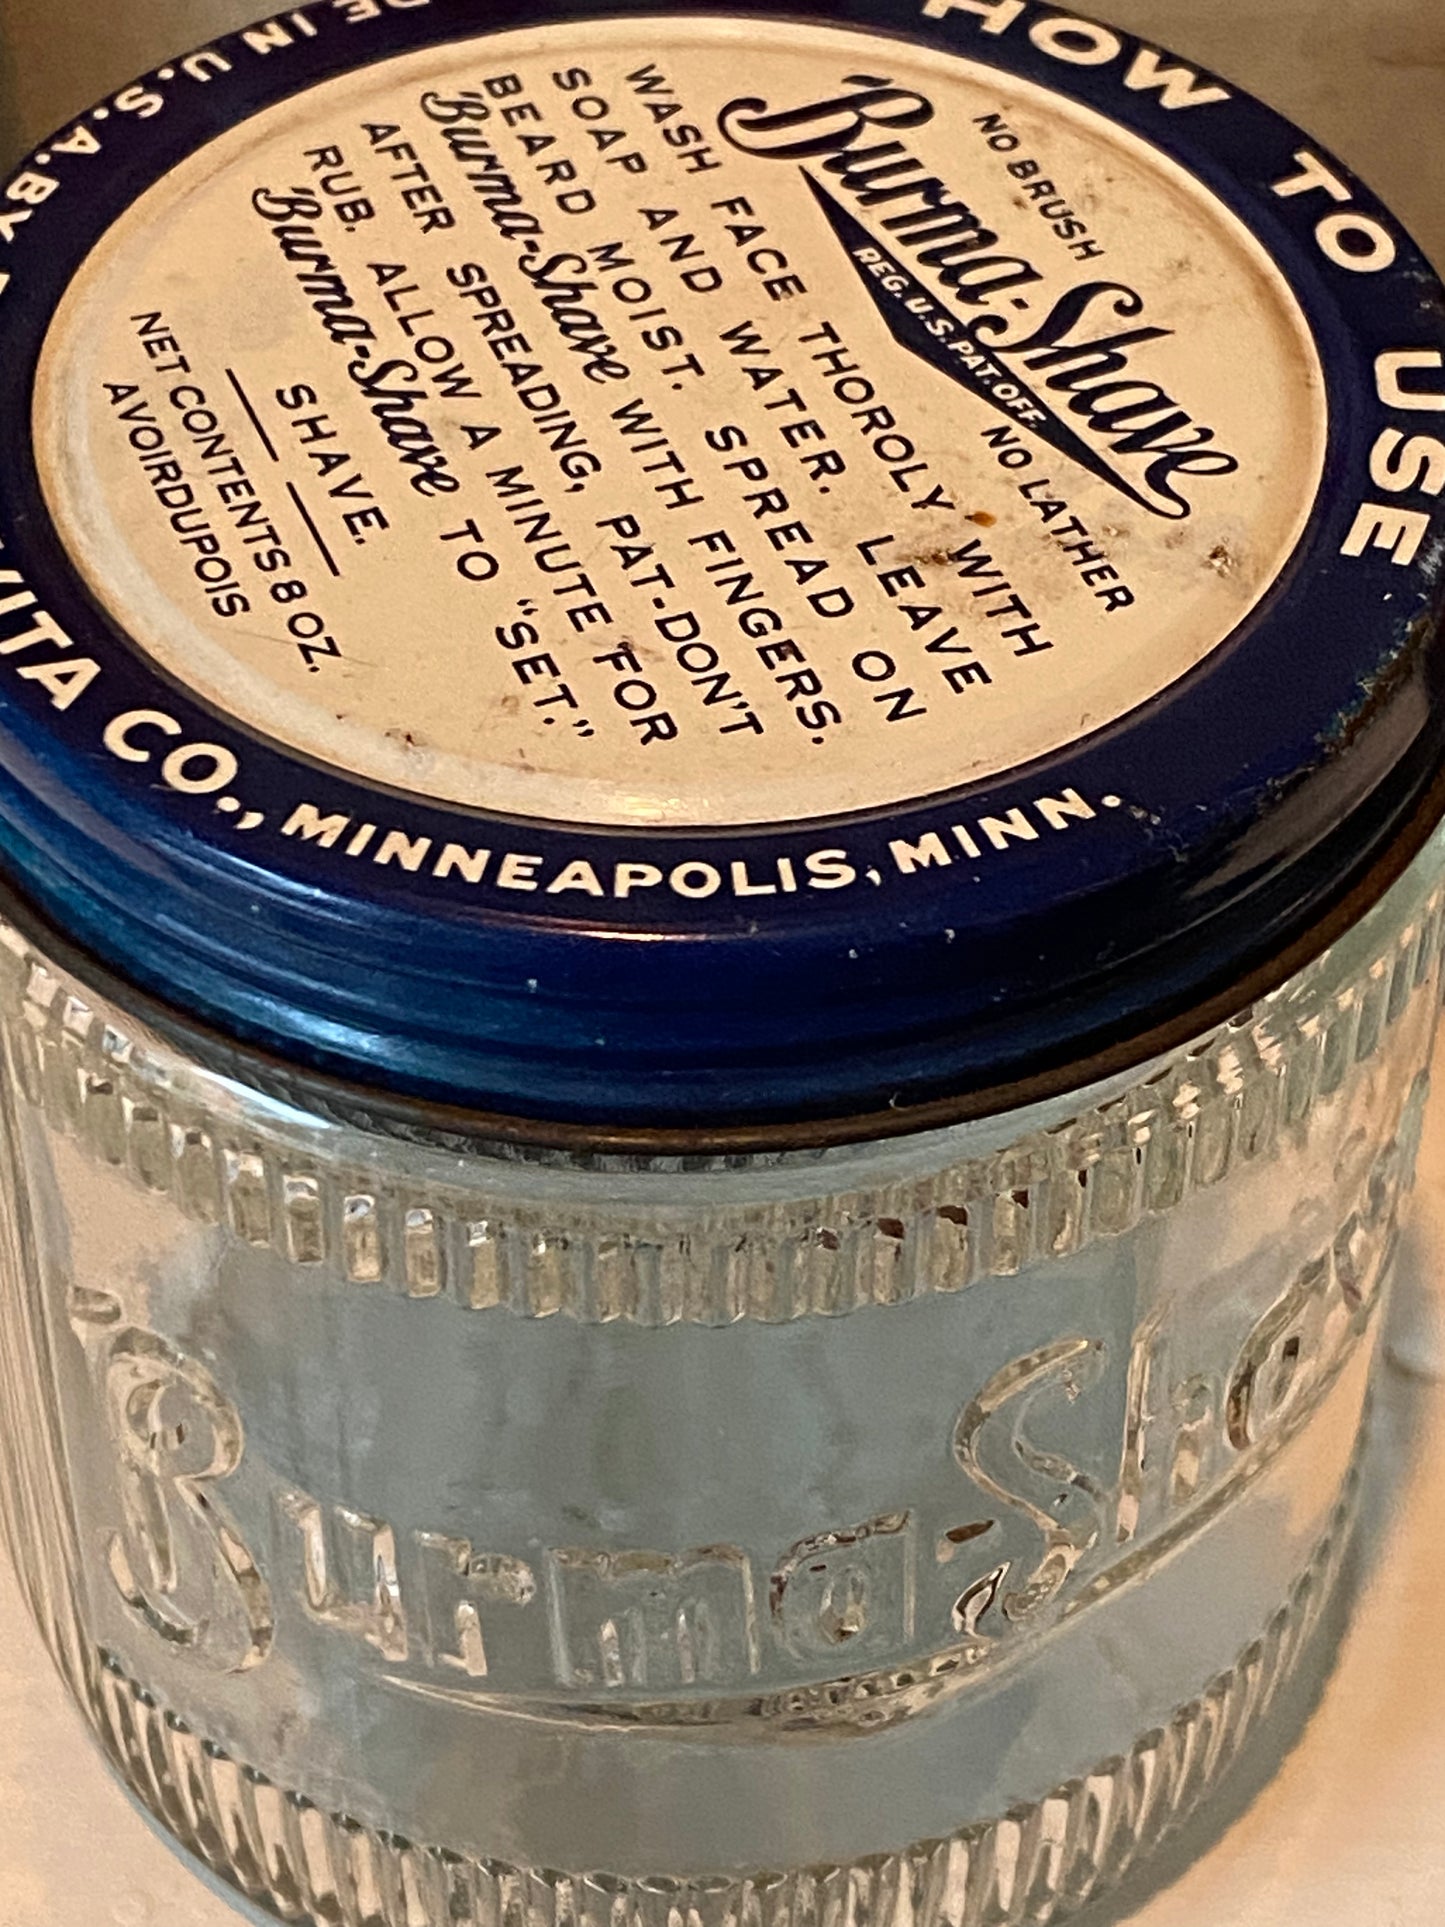 HOW TO USE
NO BRUSH
Burma-Shave
REG. U.S. PAT. OFF.
NO LATHER
WASH FACE THOROLY WITH
SOAP AND WATER. LEAVE
BEARD MOIST. SPREAD ON
Burma-Shave WITH FINGERS.
AFTER SPREADING, PAT-DON'T
RUB. ALLOW A MINUTE FOR
Burma-Shave TO "SET."
SHAVE.
NET CONTENTS 8 OZ.
AVOIRDUPOIS
DE IN U.S.A. BY
VITA CO., MINNEAPOLIS, MINN.
Burma-Shav